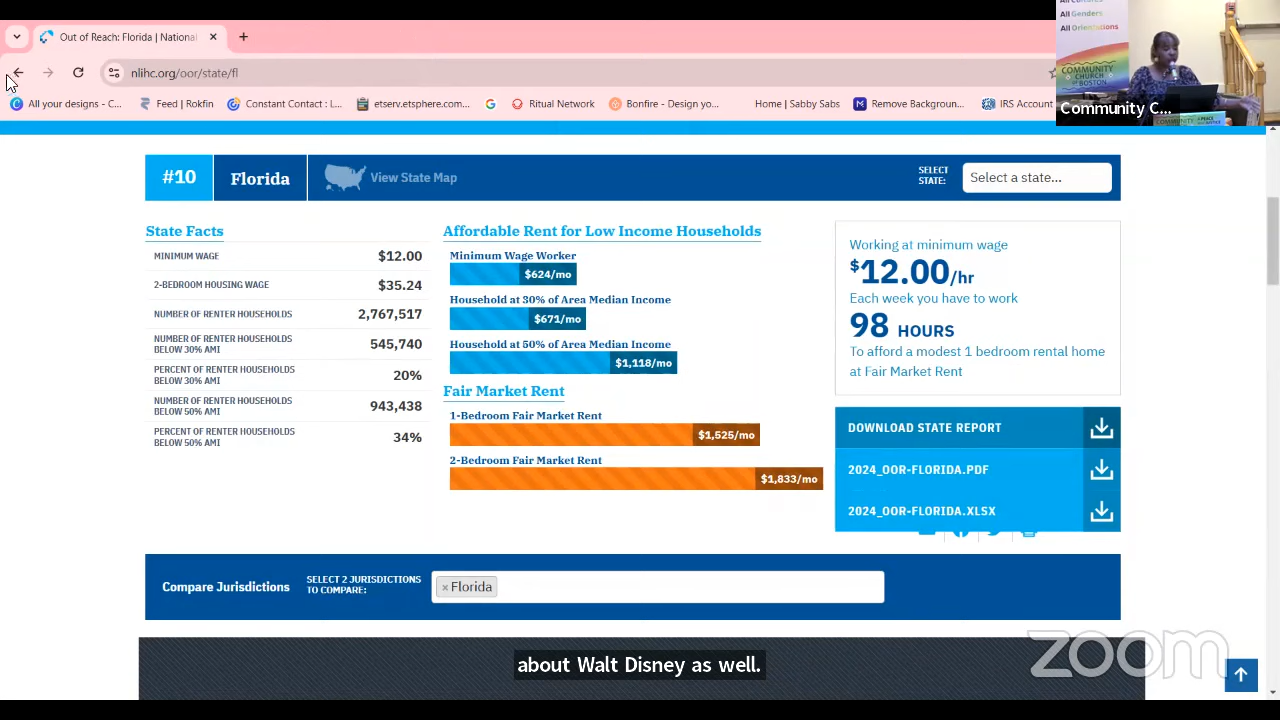 Out of Reach: Florida | National
nlihc.org/oor/state/fl
All your designs - C...
Feed | Rokfin
Constant Contact : L...
etserv.etsphere.com...
Ritual Network
Bonfire - Design yo...
Home | Sabby Sabs
Remove Backgroun...
IRS Account
All Genders
All Orientations
COMMUNITY
CHURCH
OF BOSTON
Community C...
#10
Florida
View State Map
SELECT
STATE:
Select a state...
State Facts
MINIMUM WAGE
$12.00
2-BEDROOM HOUSING WAGE
$35.24
NUMBER OF RENTER HOUSEHOLDS
2,767,517
NUMBER OF RENTER HOUSEHOLDS
BELOW 30% AMI
545,740
PERCENT OF RENTER HOUSEHOLDS
BELOW 30% AMI
20%
NUMBER OF RENTER HOUSEHOLDS
BELOW 50% AMI
943,438
PERCENT OF RENTER HOUSEHOLDS
BELOW 50% AMI
34%
Affordable Rent for Low Income Households
Minimum Wage Worker
$624/mo
Household at 30% of Area Median Income
$671/mo
Household at 50% of Area Median Income
$1,118/mo
Fair Market Rent
1-Bedroom Fair Market Rent
$1,525/mo
2-Bedroom Fair Market Rent
$1,833/mo
Working at minimum wage
$12.00/hr
Each week you have to work
98 HOURS
To afford a modest 1 bedroom rental home
at Fair Market Rent
DOWNLOAD STATE REPORT
2024_OOR-FLORIDA.PDF
2024_OOR-FLORIDA.XLSX
Compare Jurisdictions
SELECT 2 JURISDICTIONS
TO COMPARE:
× Florida
about Walt Disney as well.
zoom